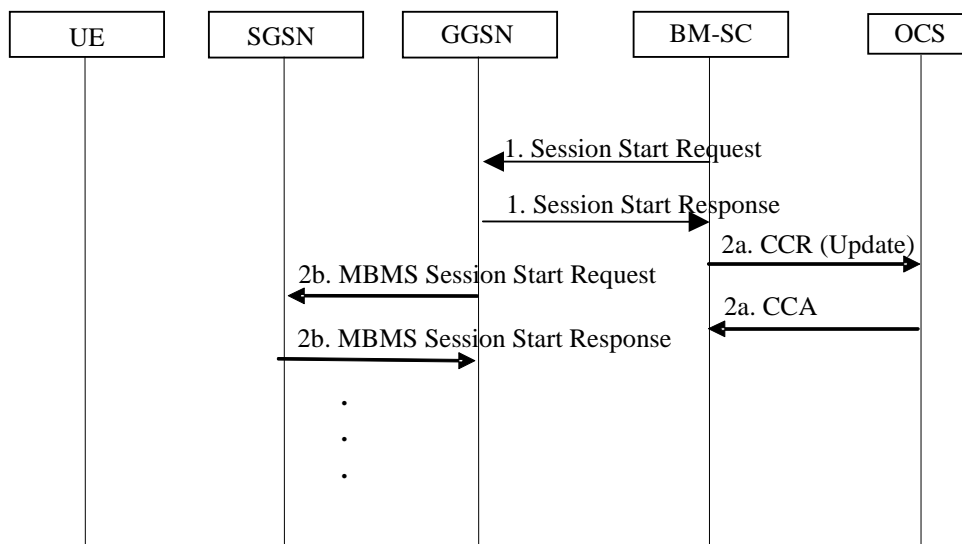 UE
SGSN
GGSN
BM-SC
OCS
1. Session Start Request
1. Session Start Response
2a. CCR (Update)
2b. MBMS Session Start Request
2a. CCA
2b. MBMS Session Start Response
.
.
.